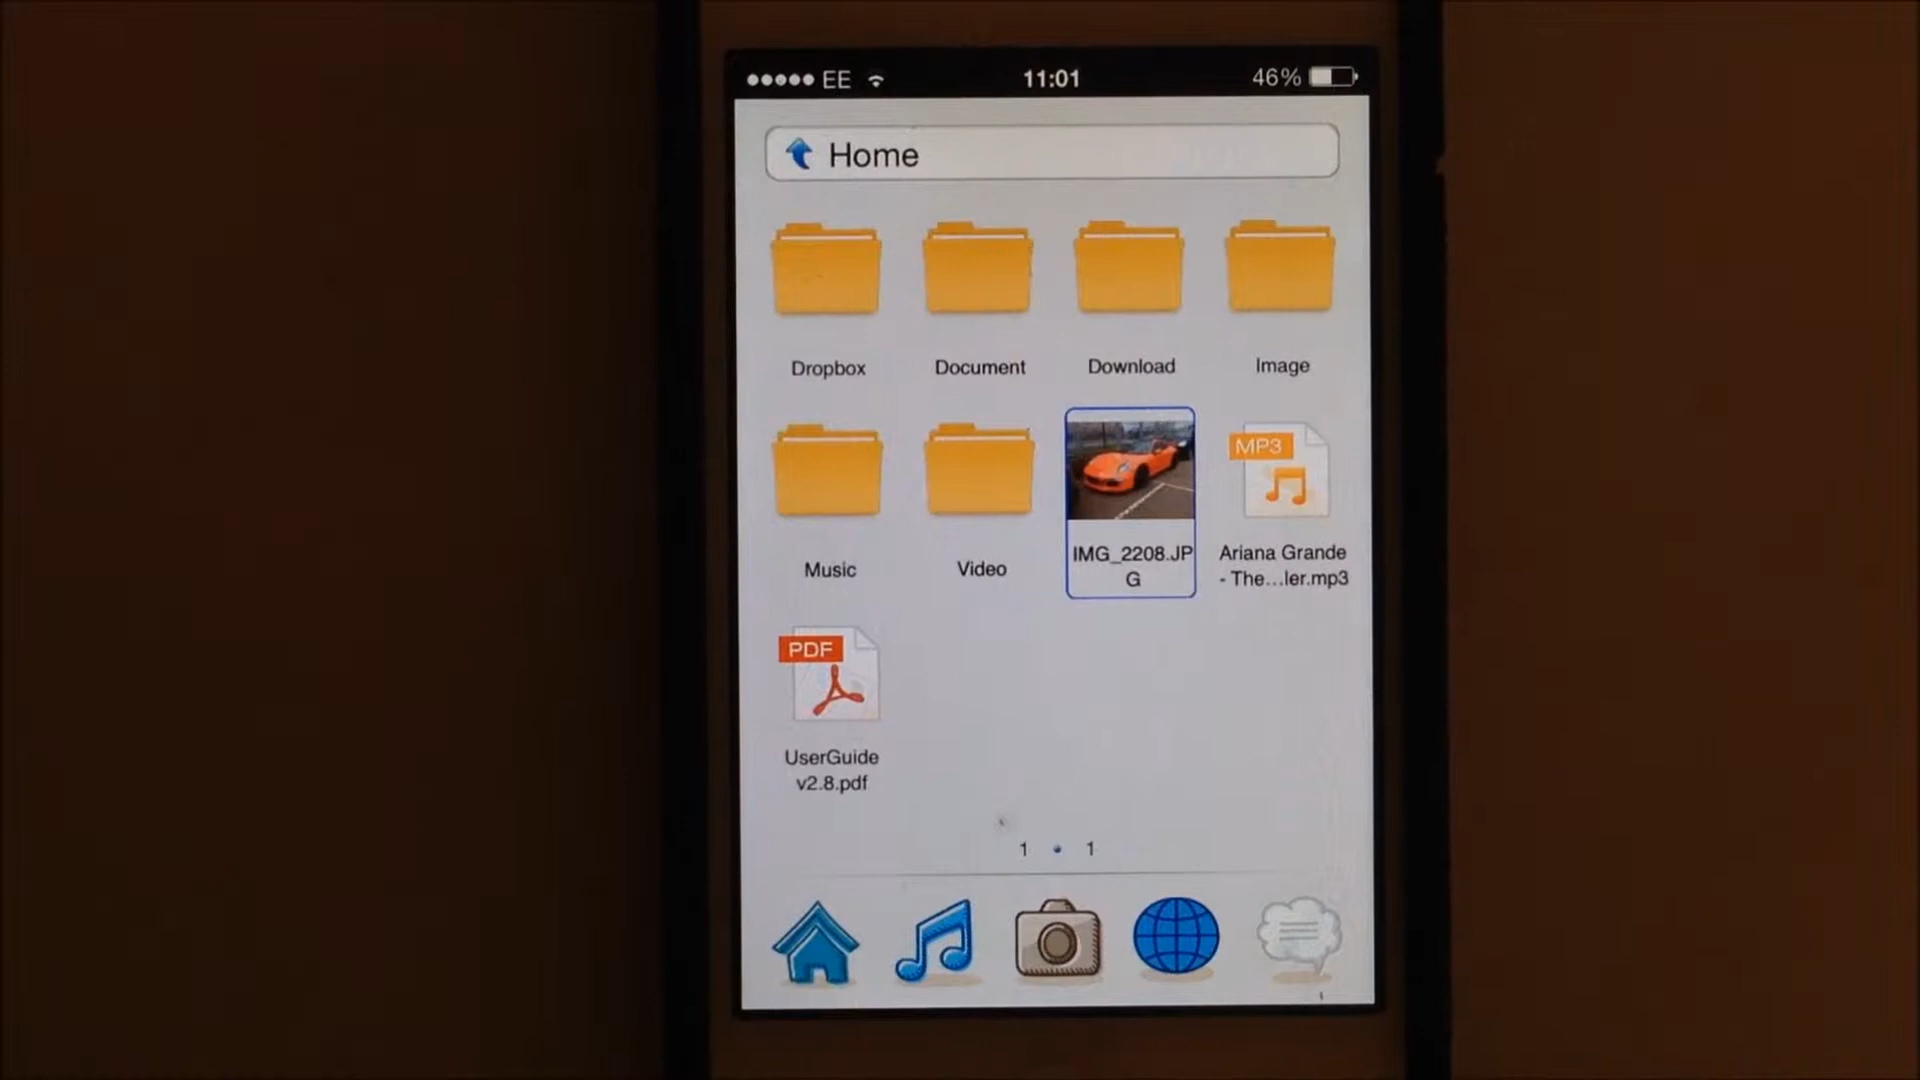 EE 11:01 46%
Home
Dropbox Document Download Image
MP3
Music Video IMG_2208.JP
G
Ariana Grande
- The...ler.mp3
PDF
UserGuide
v2.8.pdf
1 1